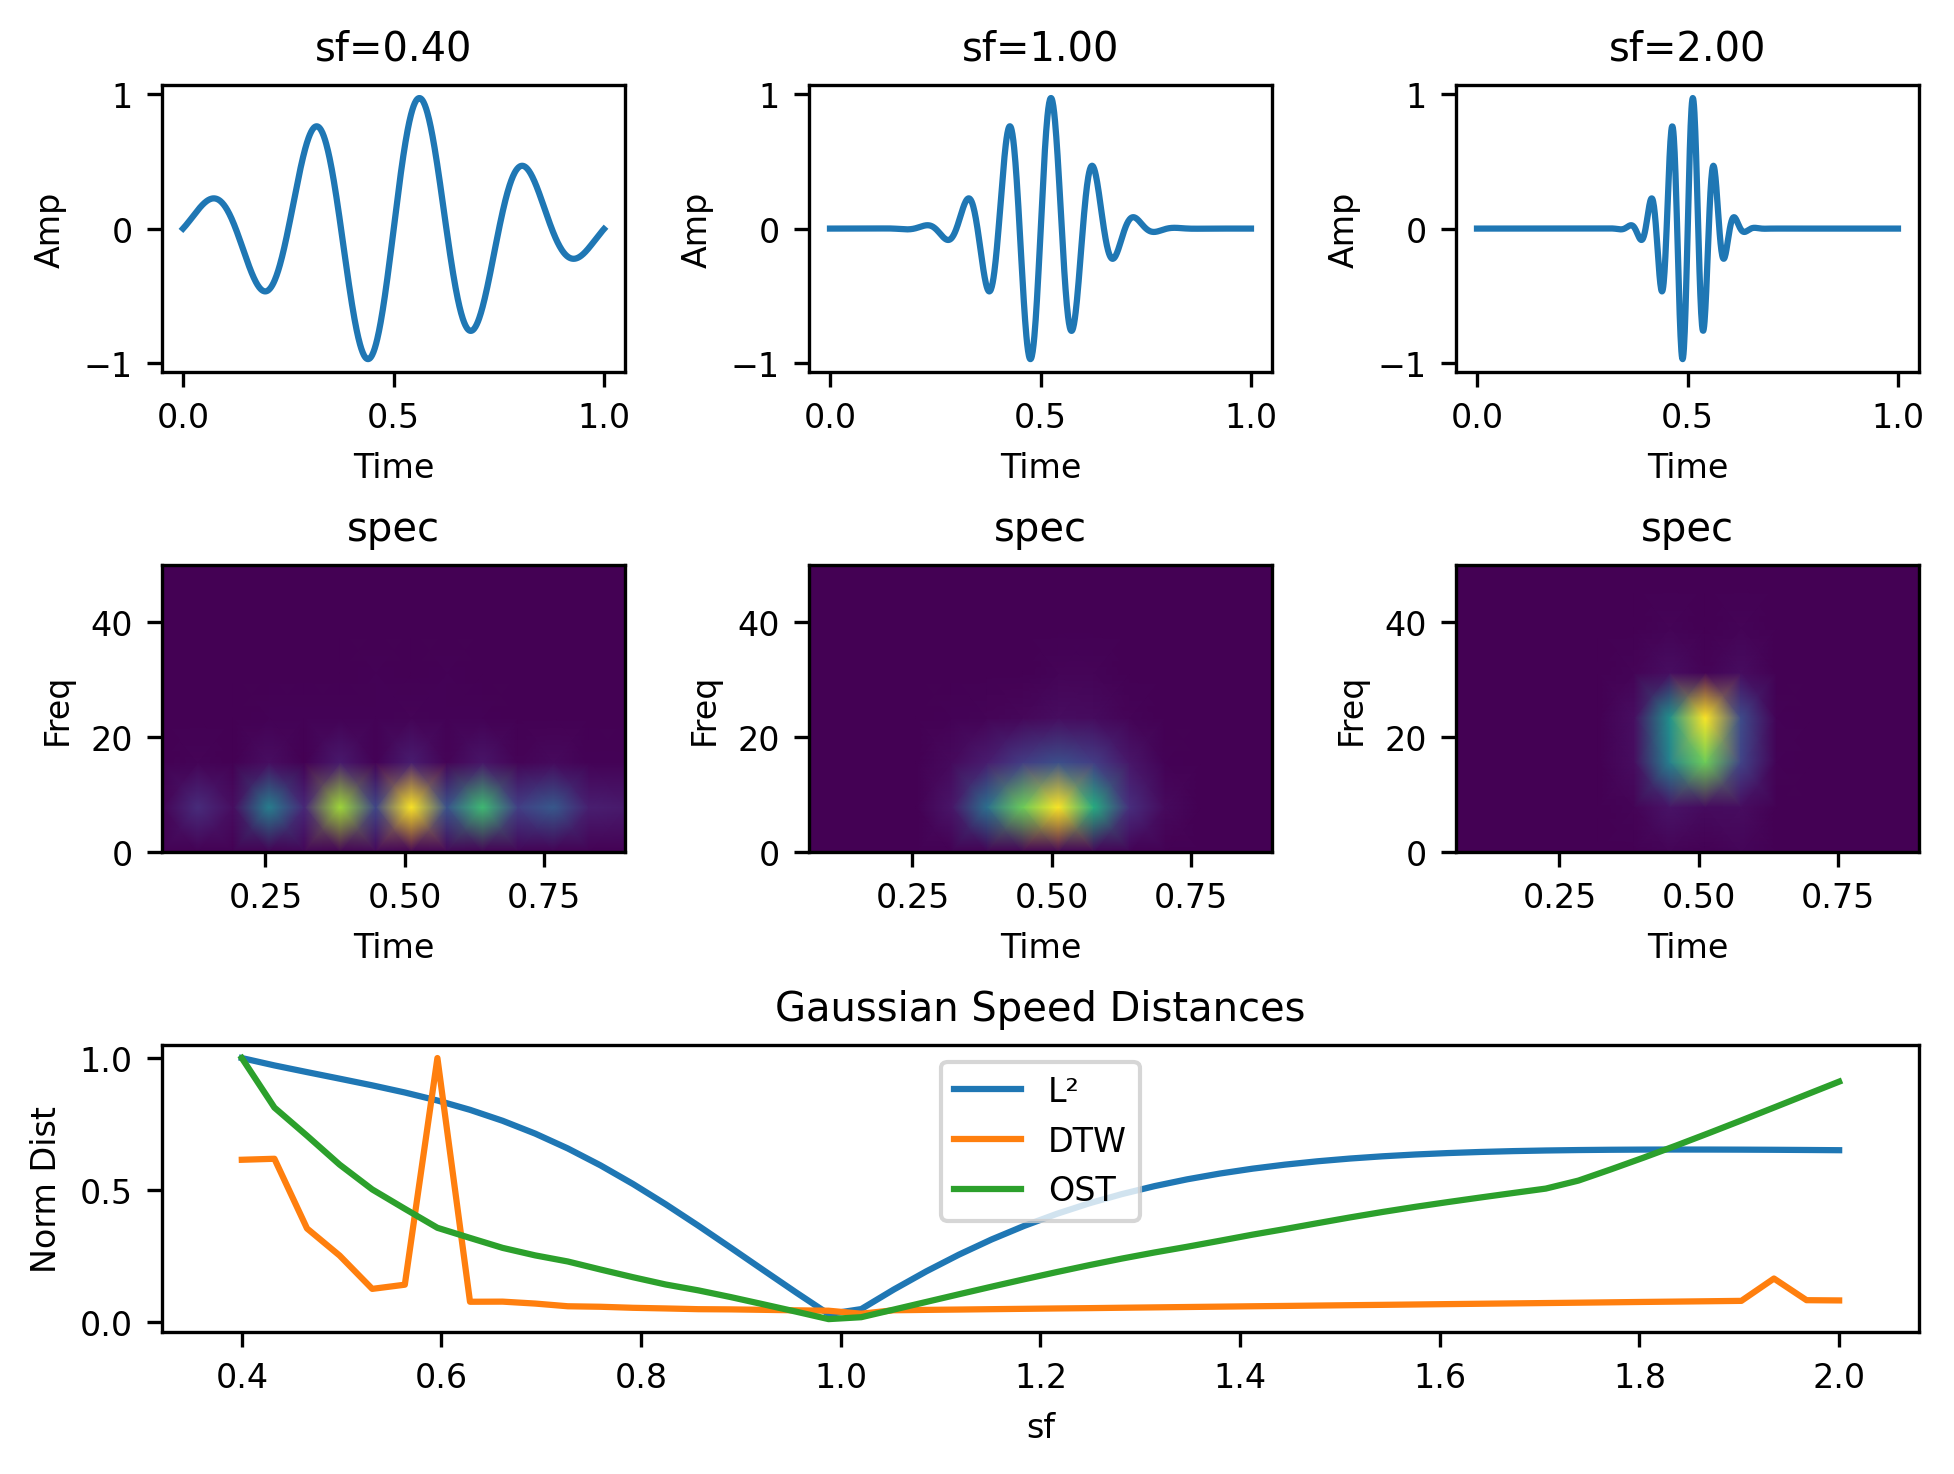 sf=0.40 sf=1.00 sf=2.00
1 1 1
Amp Amp Amp
0 0 0
−1 −1 −1
0.0 0.5 1.0 0.0 0.5 1.0 0.0 0.5 1.0
Time Time Time
spec spec spec
40 40 40
Freq Freq Freq
20 20 20
0 0 0
0.25 0.50 0.75 0.25 0.50 0.75 0.25 0.50 0.75
Time Time Time
Gaussian Speed Distances
1.0
Norm Dist
0.5
0.0
L²
DTW
OST
0.4 0.6 0.8 1.0 1.2 1.4 1.6 1.8 2.0
sf